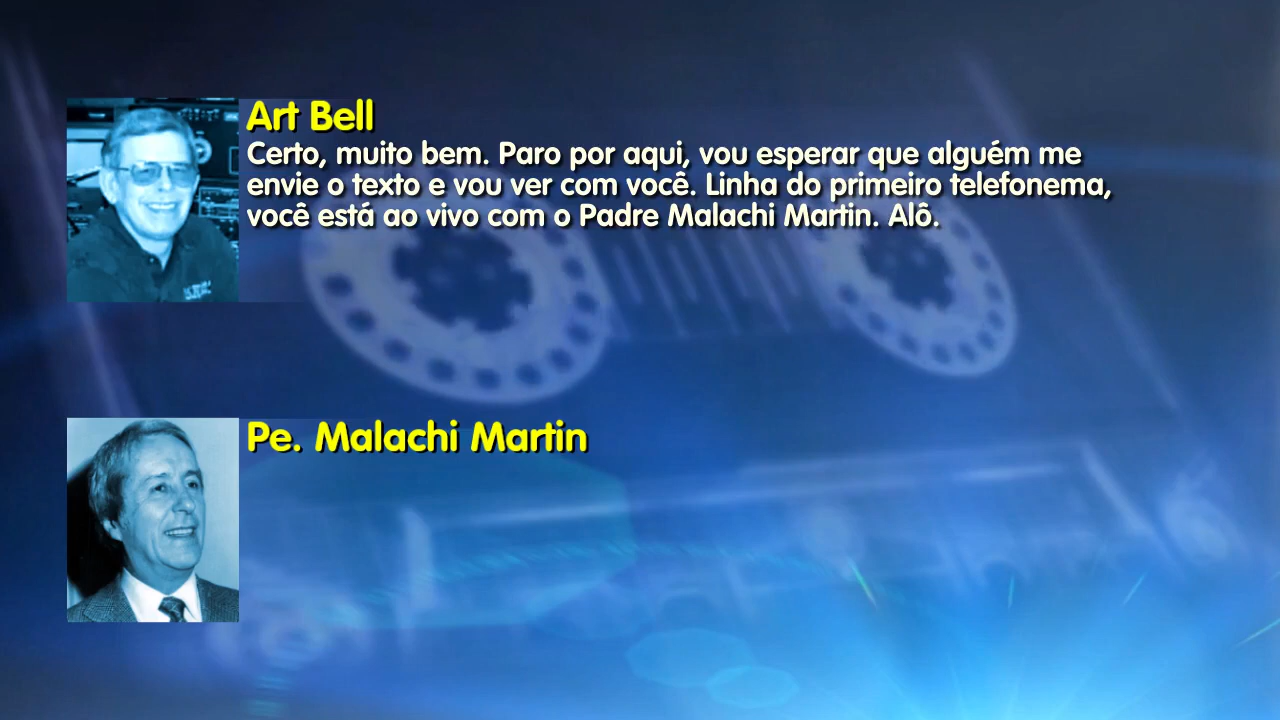 Art Bell
Certo, muito bem. Paro por aqui, vou esperar que alguém me
envie o texto e vou ver com você. Linha do primeiro telefonema,
você está ao vivo com o Padre Malachi Martin. Alô.
Pe. Malachi Martin